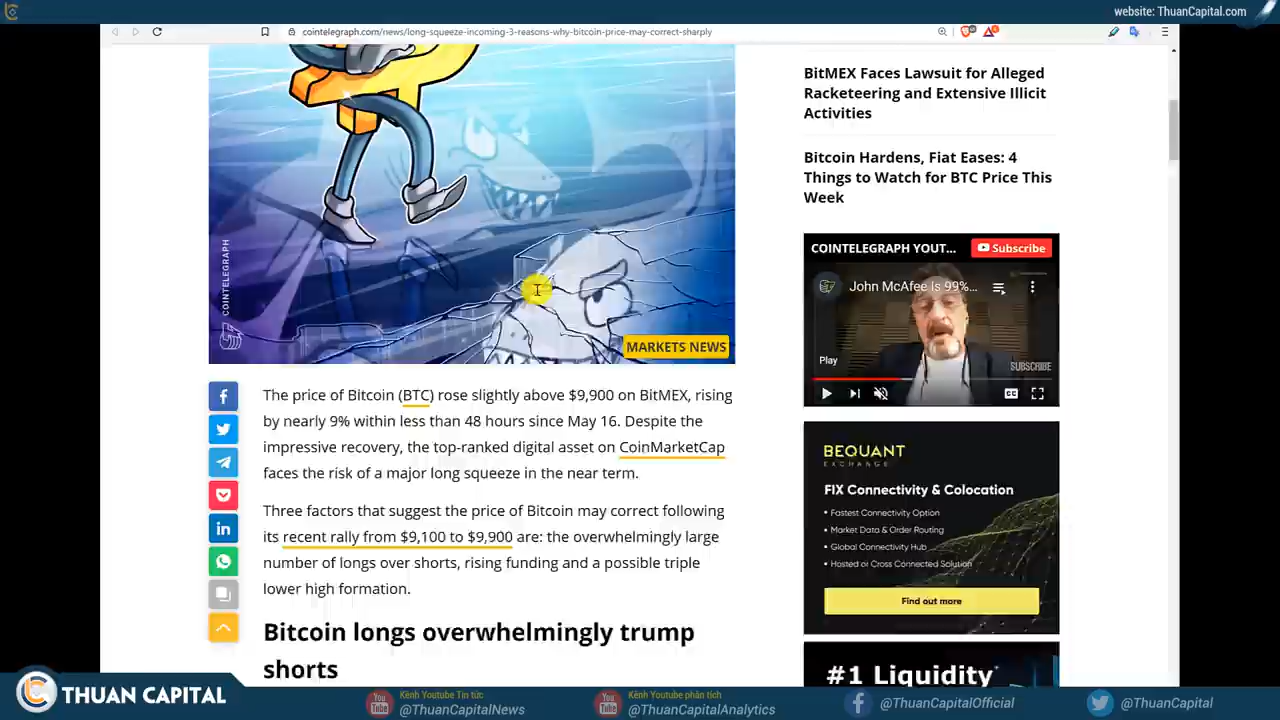 website: ThuanCapital.com
cointelegraph.com/news/long-squeeze-incoming-3-reasons-why-bitcoin-price-may-correct-sharply
COINTELEGRAPH
MARKETS NEWS
The price of Bitcoin (BTC) rose slightly above $9,900 on BitMEX, rising
by nearly 9% within less than 48 hours since May 16. Despite the
impressive recovery, the top-ranked digital asset on CoinMarketCap
faces the risk of a major long squeeze in the near term.
Three factors that suggest the price of Bitcoin may correct following
its recent rally from $9,100 to $9,900 are: the overwhelmingly large
number of longs over shorts, rising funding and a possible triple
lower high formation.
Bitcoin longs overwhelmingly trump
shorts
BitMEX Faces Lawsuit for Alleged
Racketeering and Extensive Illicit
Activities
Bitcoin Hardens, Fiat Eases: 4
Things to Watch for BTC Price This
Week
COINTELEGRAPH YOUT... Subscribe
John McAfee Is 99%...
Play
SUBSCRIBE
BEQUANT
EXCHANGE
FIX Connectivity & Colocation
• Fastest Connectivity Option
• Market Data & Order Routing
• Global Connectivity Hub
• Hosted or Cross Connected Solution
Find out more
#1 Liquidity
THUAN CAPITAL
Kênh Youtube Tin tức
@ThuanCapitalNews
Kênh Youtube phân tích
@ThuanCapitalAnalytics
@ThuanCapitalOfficial
@ThuanCapital